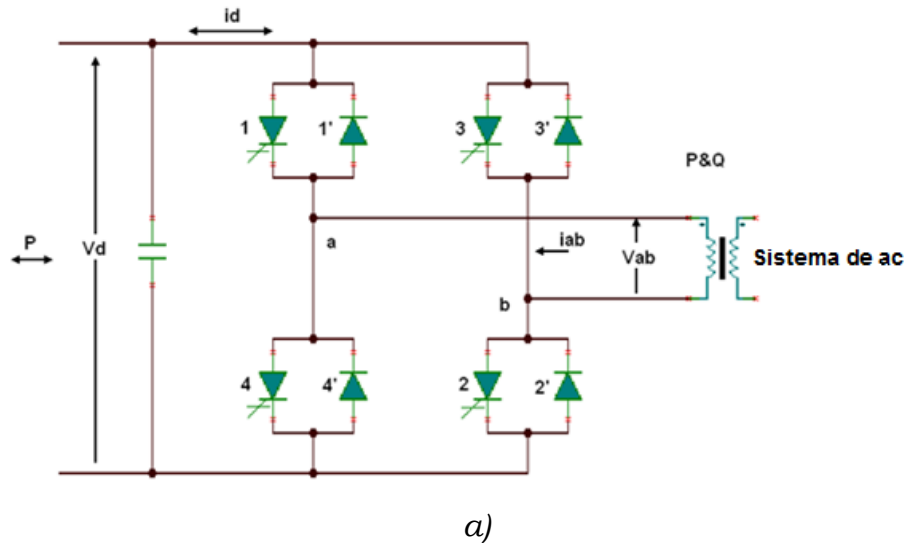 id
1
1'
3
3'
P&Q
P
Vd
a
iab
Vab
Sistema de ac
b
4
4'
2
2'
a)